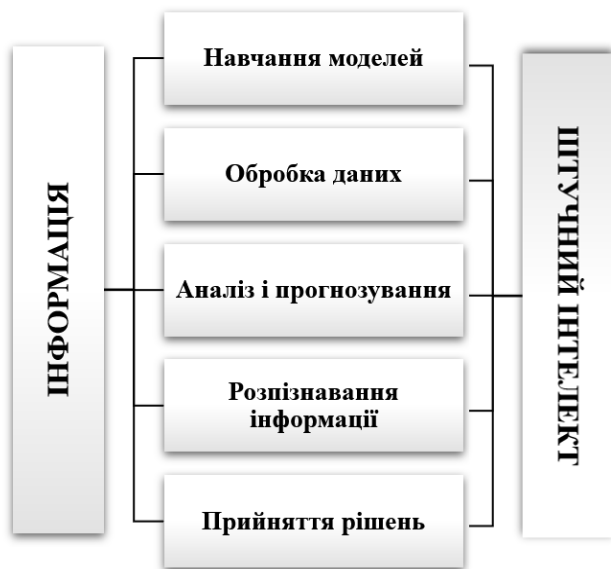 ІНФОРМАЦІЯ
Навчання моделей
Обробка даних
Аналіз і прогнозування
Розпізнавання
інформації
Прийняття рішень
ШТУЧНИЙ ІНТЕЛЕКТ